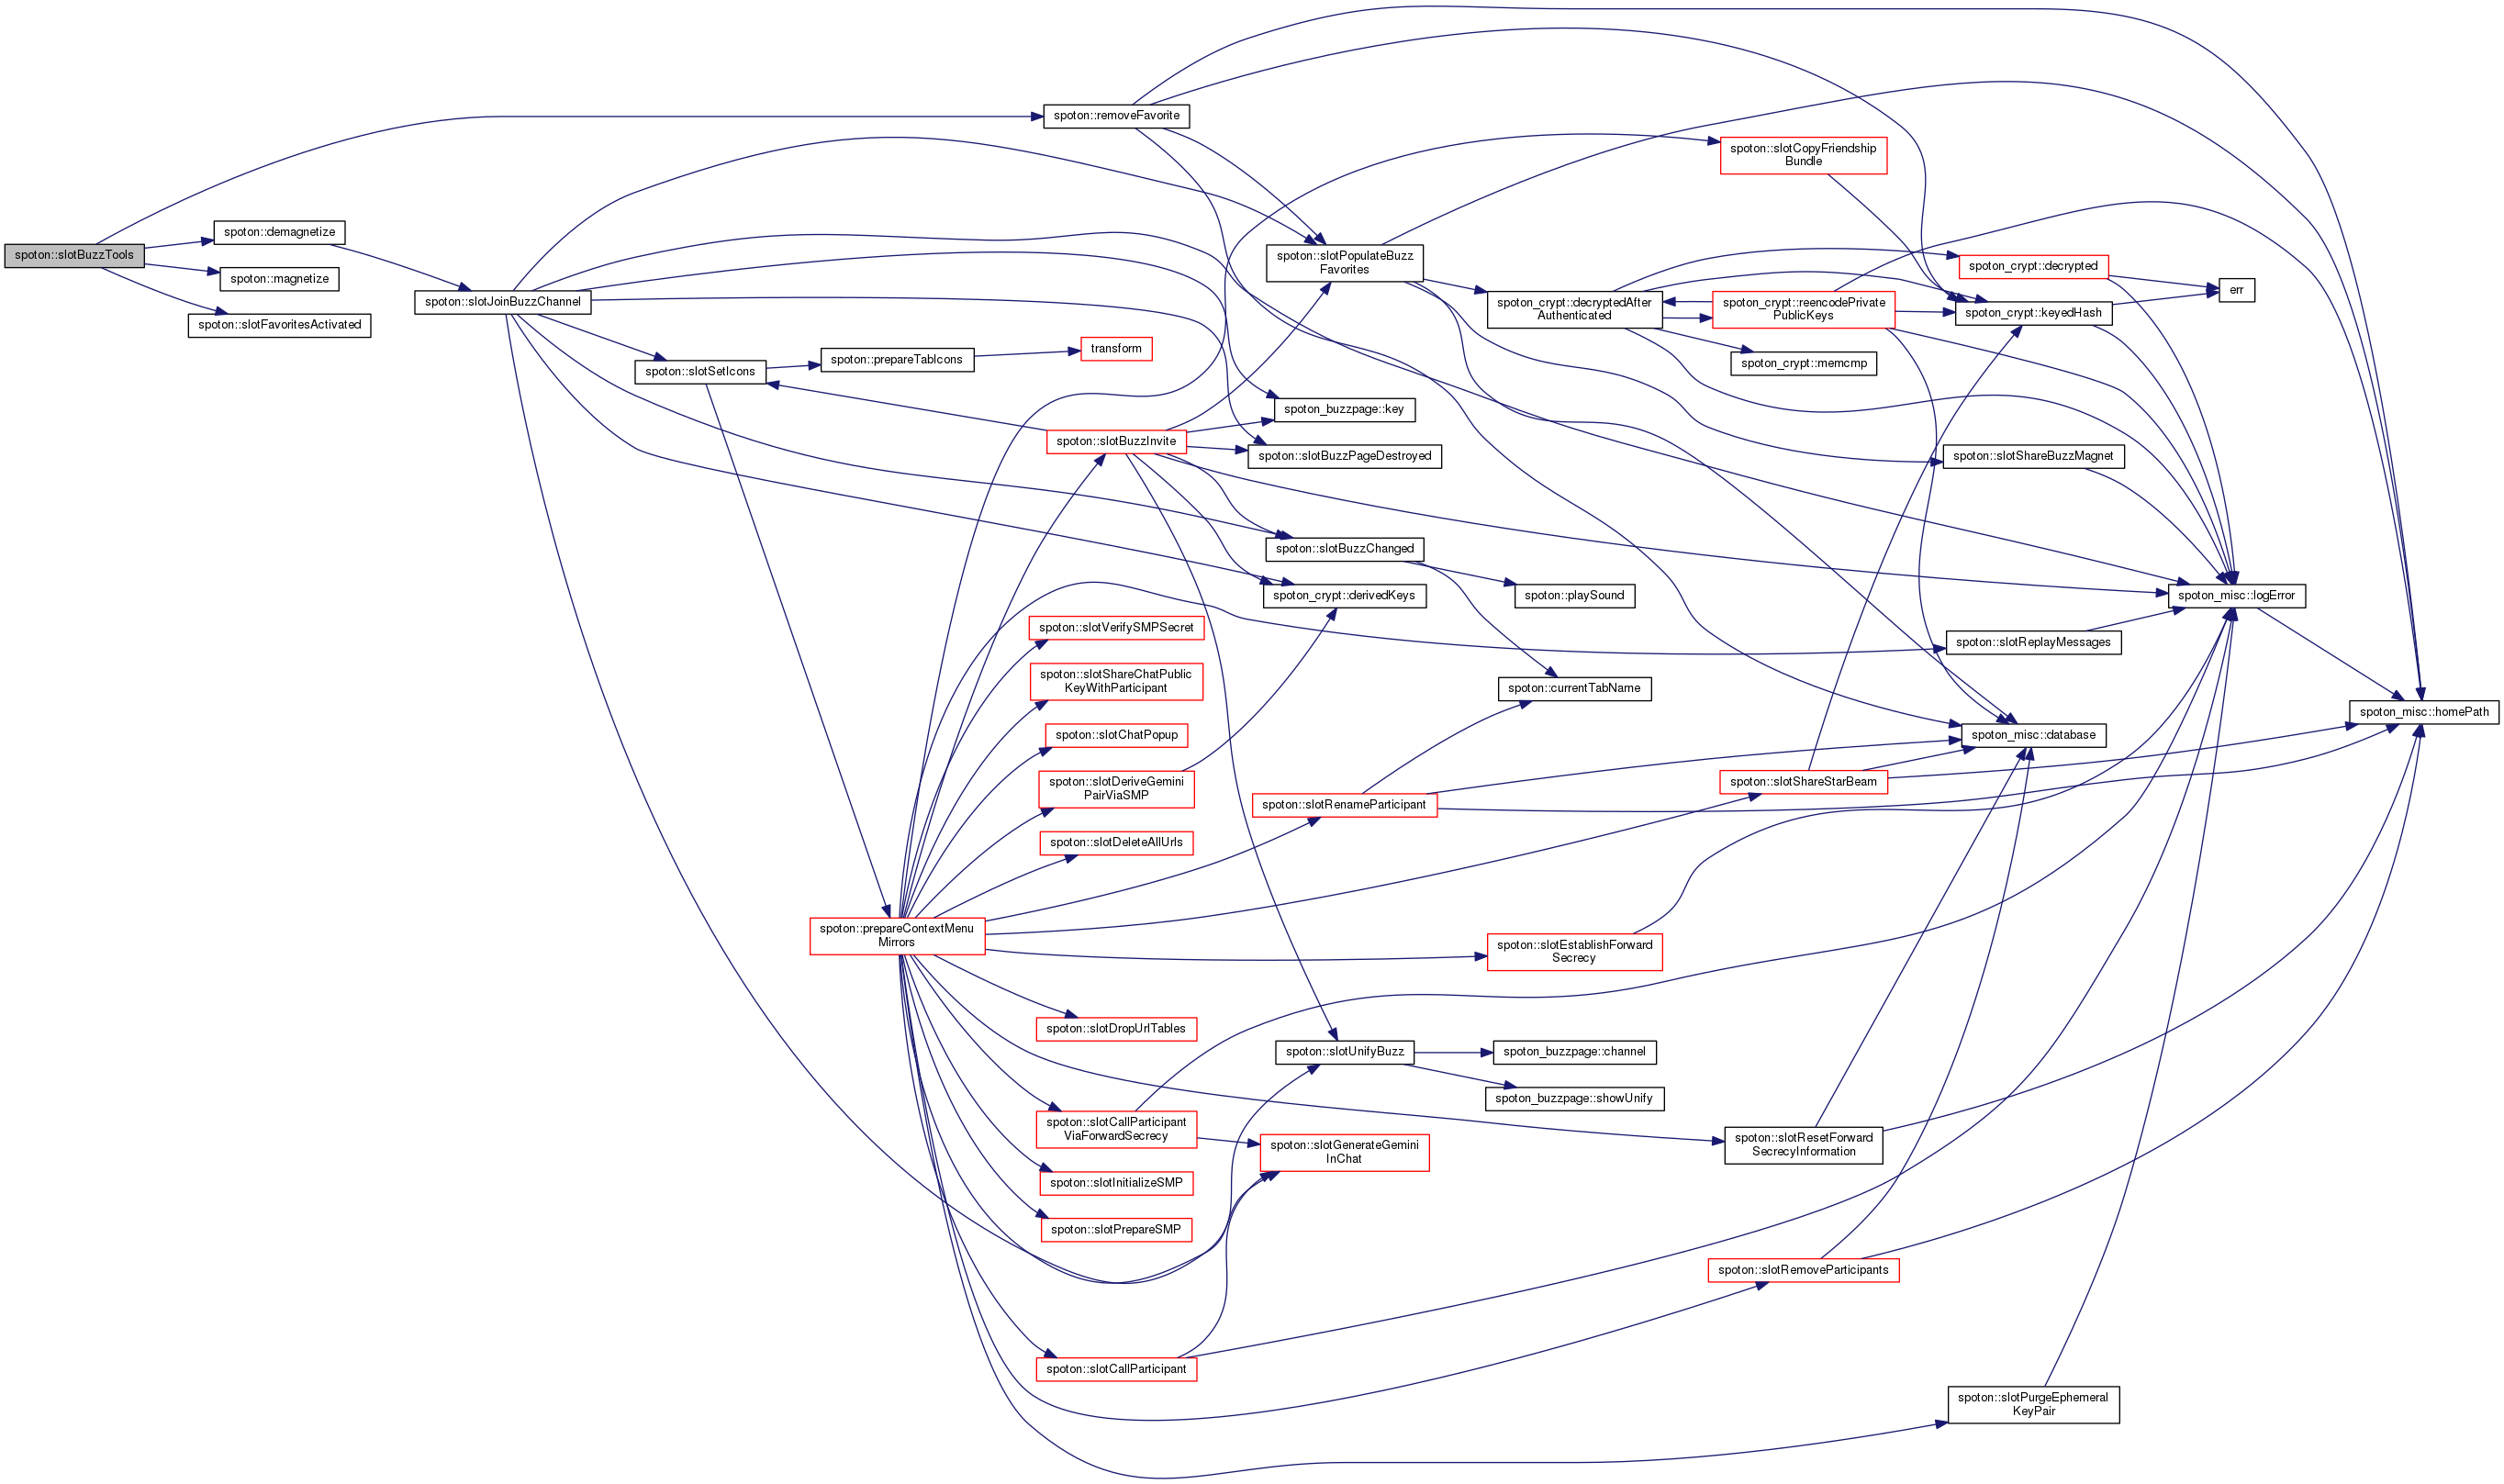 spoton::slotBuzzTools
spoton::demagnetize
spoton::magnetize
spoton::slotFavoritesActivated
spoton::slotJoinBuzzChannel
spoton::slotSetIcons
spoton::prepareTabIcons
spoton::prepareContextMenu
Mirrors
spoton::removeFavorite
transform
spoton::slotBuzzInvite
spoton::slotVerifySMPSecret
spoton::slotShareChatPublic
KeyWithParticipant
spoton::slotChatPopup
spoton::slotDeriveGemini
PairViaSMP
spoton::slotDeleteAllUrls
spoton::slotDropUrlTables
spoton::slotCallParticipant
ViaForwardSecrecy
spoton::slotInitializeSMP
spoton::slotPrepareSMP
spoton::slotCallParticipant
spoton::slotPopulateBuzz
Favorites
spoton_buzzpage::key
spoton::slotBuzzPageDestroyed
spoton::slotBuzzChanged
spoton_crypt::derivedKeys
spoton::slotRenameParticipant
spoton::slotUnifyBuzz
spoton::slotGenerateGemini
InChat
spoton_crypt::decryptedAfter
Authenticated
spoton::playSound
spoton::currentTabName
spoton::slotEstablishForward
Secrecy
spoton_buzzpage::channel
spoton_buzzpage::showUnify
spoton::slotCopyFriendship
Bundle
spoton_crypt::reencodePrivate
PublicKeys
spoton_crypt::memcmp
spoton::slotShareStarBeam
spoton::slotResetForward
SecrecyInformation
spoton::slotRemoveParticipants
spoton_crypt::decrypted
spoton_crypt::keyedHash
spoton::slotShareBuzzMagnet
spoton::slotReplayMessages
spoton_misc::database
spoton::slotPurgeEphemeral
KeyPair
err
spoton_misc::logError
spoton_misc::homePath